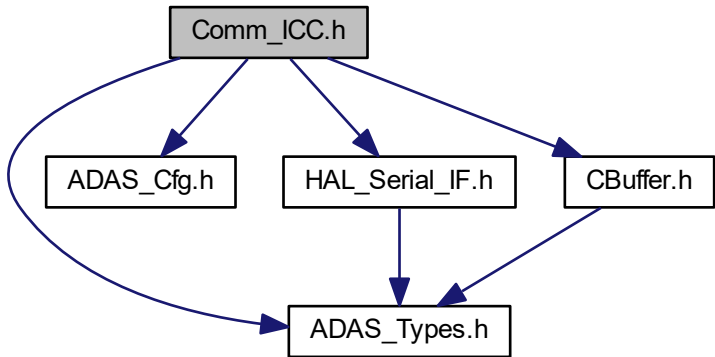 Comm_ICC.h
ADAS_Cfg.h
HAL_Serial_IF.h
CBuffer.h
ADAS_Types.h